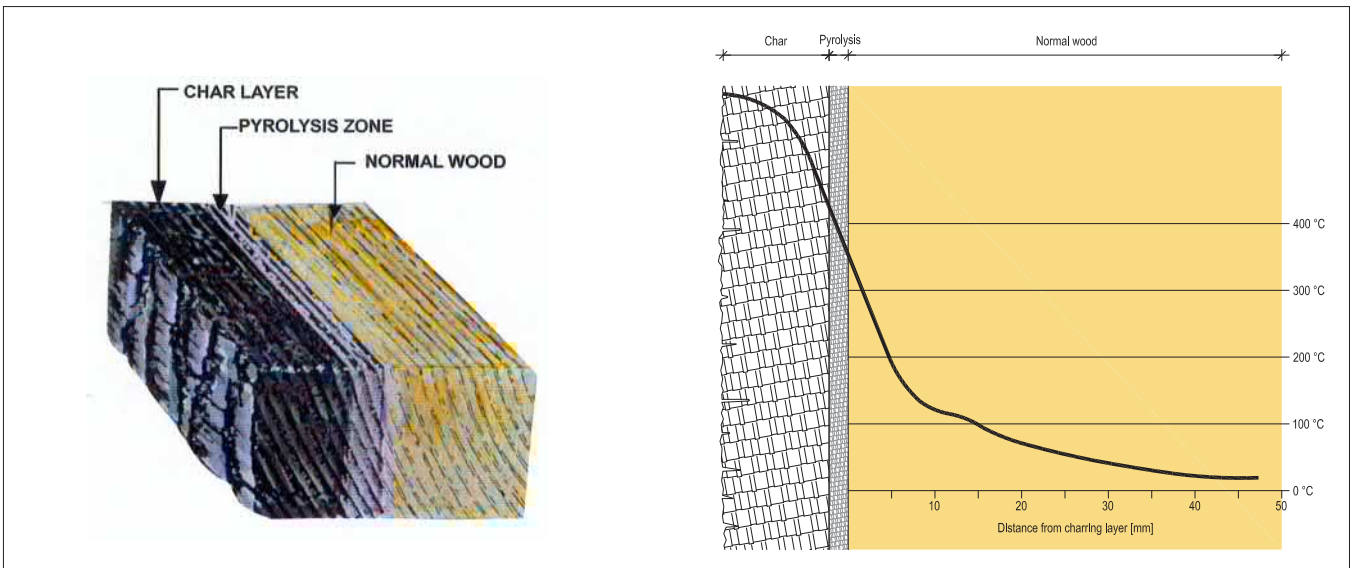 CHAR LAYER
PYROLYSIS ZONE
NORMAL WOOD
Char
Pyrolysis
Normal wood
400 °C
300 °C
200 °C
100 °C
0 °C
10
20
30
40
50
Distance from charring layer [mm]